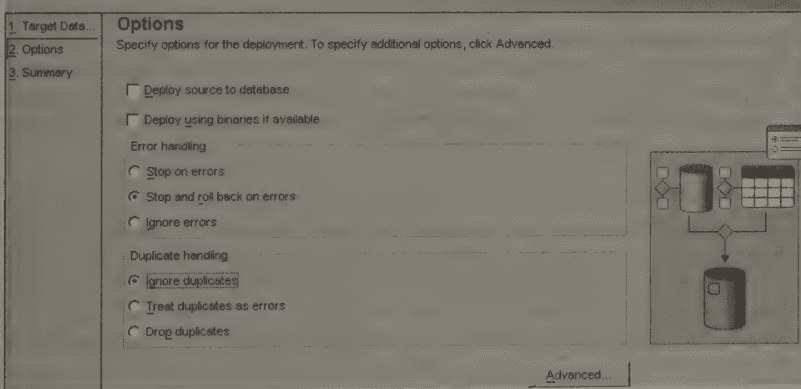 1. Target Data...
2. Options
3. Summary
Options
Specify options for the deployment. To specify additional options, click Advanced.
Deploy source to database
Deploy using binaries if available
Error handling
Stop on errors
Stop and roll back on errors
Ignore errors
Duplicate handling
Ignore duplicates
Treat duplicates as errors
Drop duplicates
Advanced...